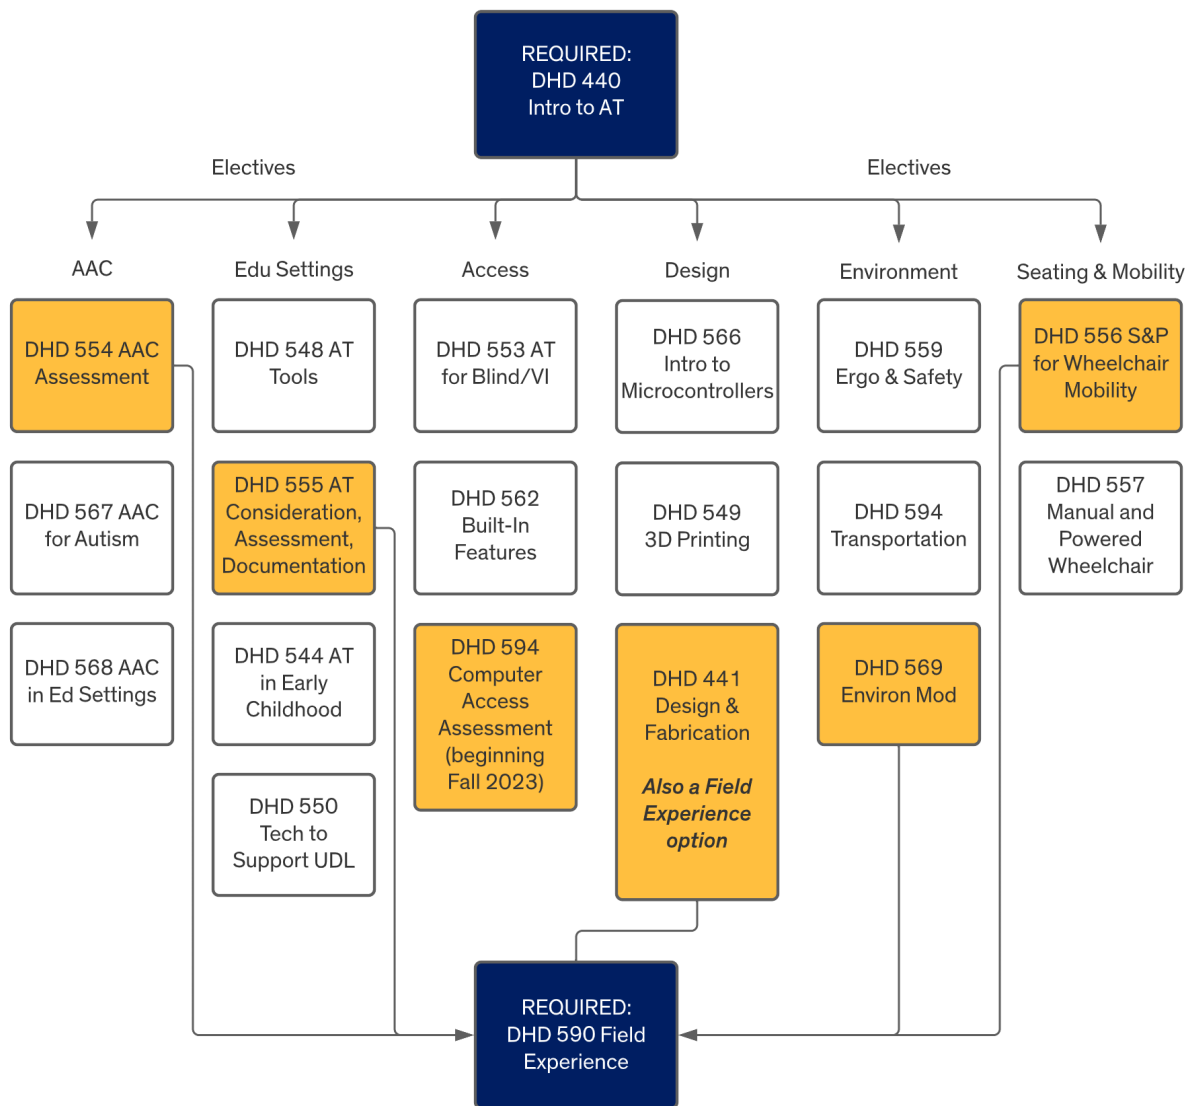 REQUIRED:
DHD 440
Intro to AT
Electives
Electives
AAC
Edu Settings
Access
Design
Environment
Seating & Mobility
DHD 554 AAC
Assessment
DHD 567 AAC
for Autism
DHD 568 AAC
in Ed Settings
DHD 548 AT
Tools
DHD 555 AT
Consideration,
Assessment,
Documentation
DHD 544 AT
in Early
Childhood
DHD 550
Tech to
Support UDL
DHD 553 AT
for Blind/VI
DHD 562
Built-In
Features
DHD 594
Computer
Access
Assessment
(beginning
Fall 2023)
DHD 566
Intro to
Microcontrollers
DHD 549
3D Printing
DHD 441
Design &
Fabrication
Also a Field
Experience
option
DHD 559
Ergo & Safety
DHD 594
Transportation
DHD 569
Environ Mod
DHD 556 S&P
for Wheelchair
Mobility
DHD 557
Manual and
Powered
Wheelchair
REQUIRED:
DHD 590 Field
Experience